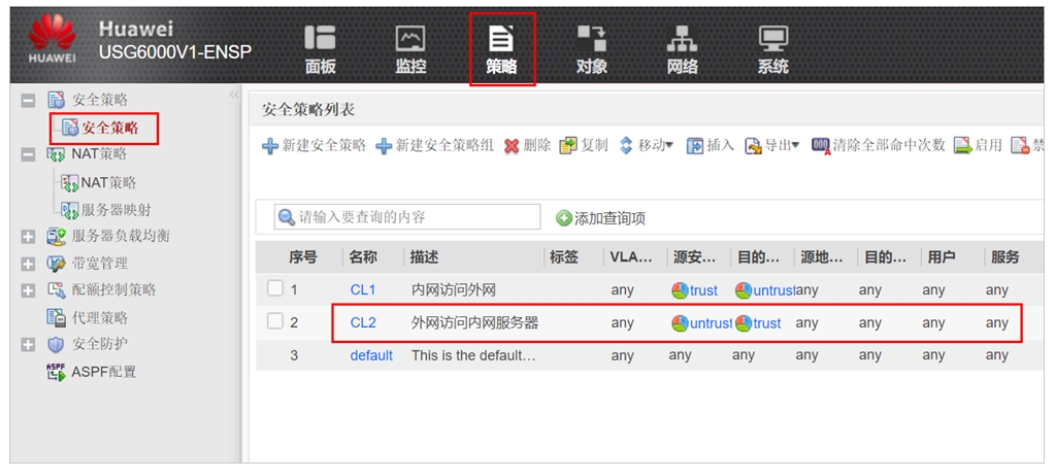 Huawei
USG6000V1-ENSP
HUAWEI
面板
监控
策略
对象
网络
系统
安全策略
安全策略
NAT策略
NAT策略
服务器映射
服务器负载均衡
带宽管理
配额控制策略
代理策略
安全防护
ASPF配置
安全策略列表
新建安全策略 新建安全策略组 删除 复制 移动 插入 导出 清除全部命中次数 启用 禁
请输入要查询的内容 添加查询项
序号 名称 描述 标签 VLA... 源安... 目的... 源地... 目的... 用户 服务
1 CL1 内网访问外网 any trust untrust any any any any
2 CL2 外网访问内网服务器 any untrust trust any any any any
3 default This is the default... any any any any any any any